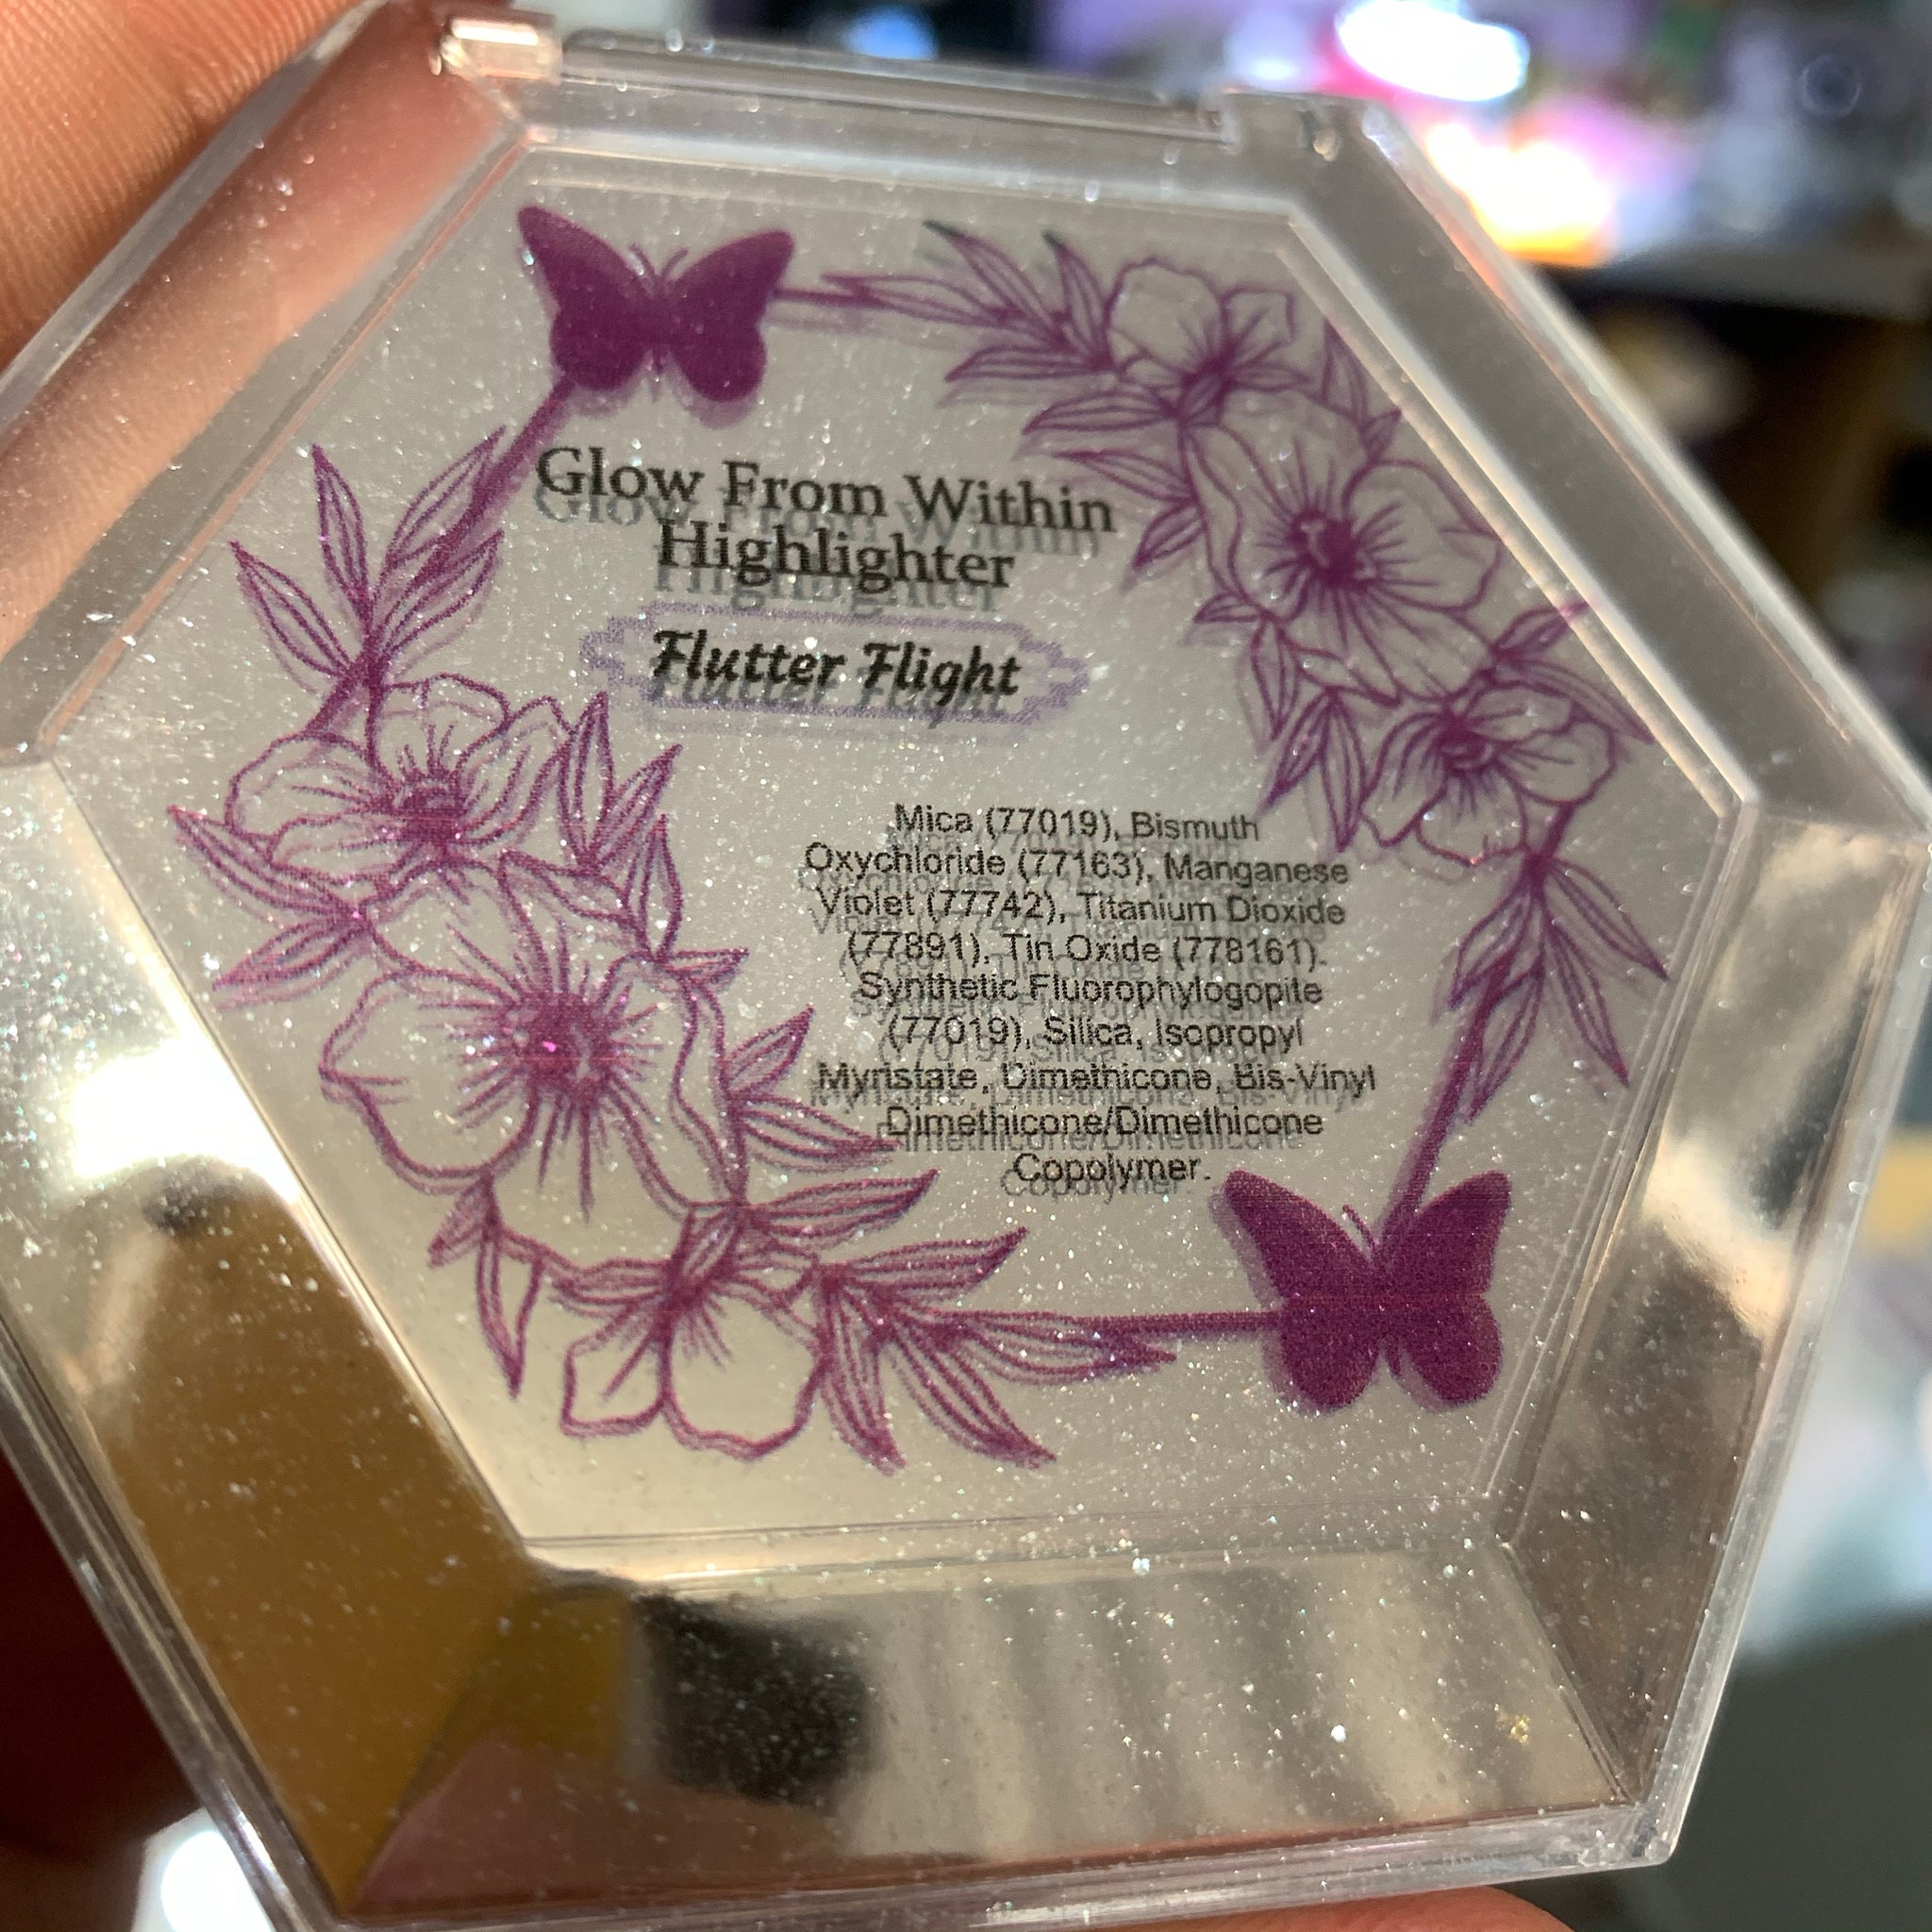 Glow From Within
Highlighter
Flutter Flight
Mica (77019), Bismuth
Oxychloride (77163), Manganese
Violet (77742), Titanium Dioxide
(77891), Tin Oxide (778161).
Synthetic Fluorophylogopite
(77019), Silica, Isopropyl
Myristate, Dimethicone, Bis-Vinyl
Dimethicone/Dimethicone
Copolymer.